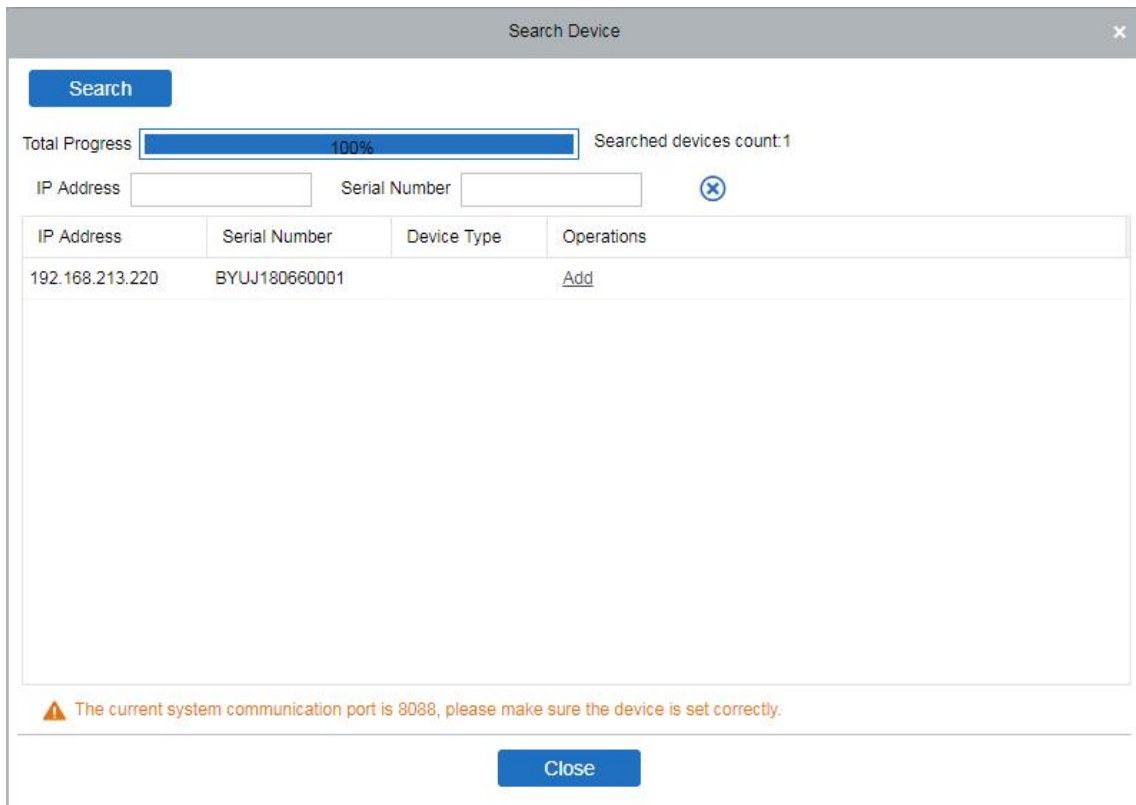 Search Device
Search
Total Progress 100% Searched devices count:1
IP Address Serial Number
IP Address Serial Number Device Type Operations
192.168.213.220 BYUJ180660001 Add
The current system communication port is 8088, please make sure the device is set correctly.
Close